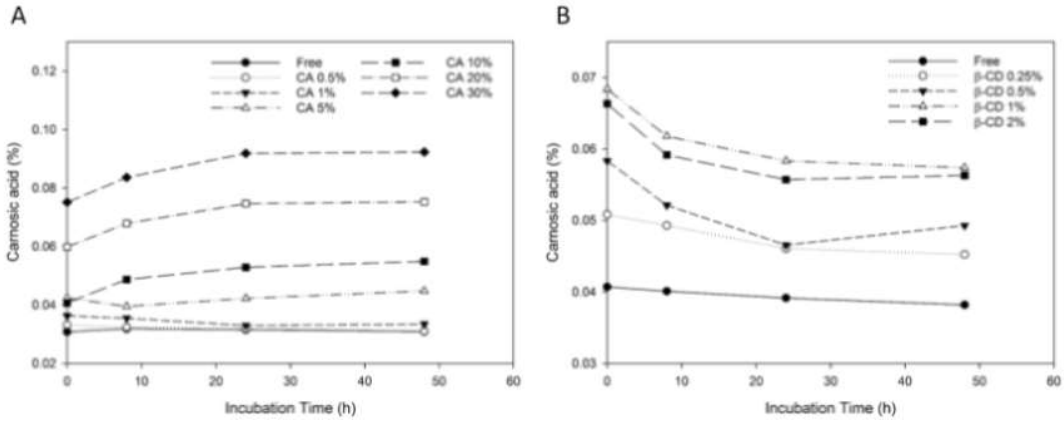 A
Carnosic acid (%)
0.12
0.10
0.08
0.06
0.04
0.02
Free
CA 0.5%
CA 1%
CA 5%
CA 10%
CA 20%
CA 30%
0 10 20 30 40 50 60
Incubation Time (h)
B
Carnosic acid (%)
0.07
0.06
0.05
0.04
0.03
Free
β-CD 0.25%
β-CD 0.5%
β-CD 1%
β-CD 2%
0 10 20 30 40 50 60
Incubation Time (h)